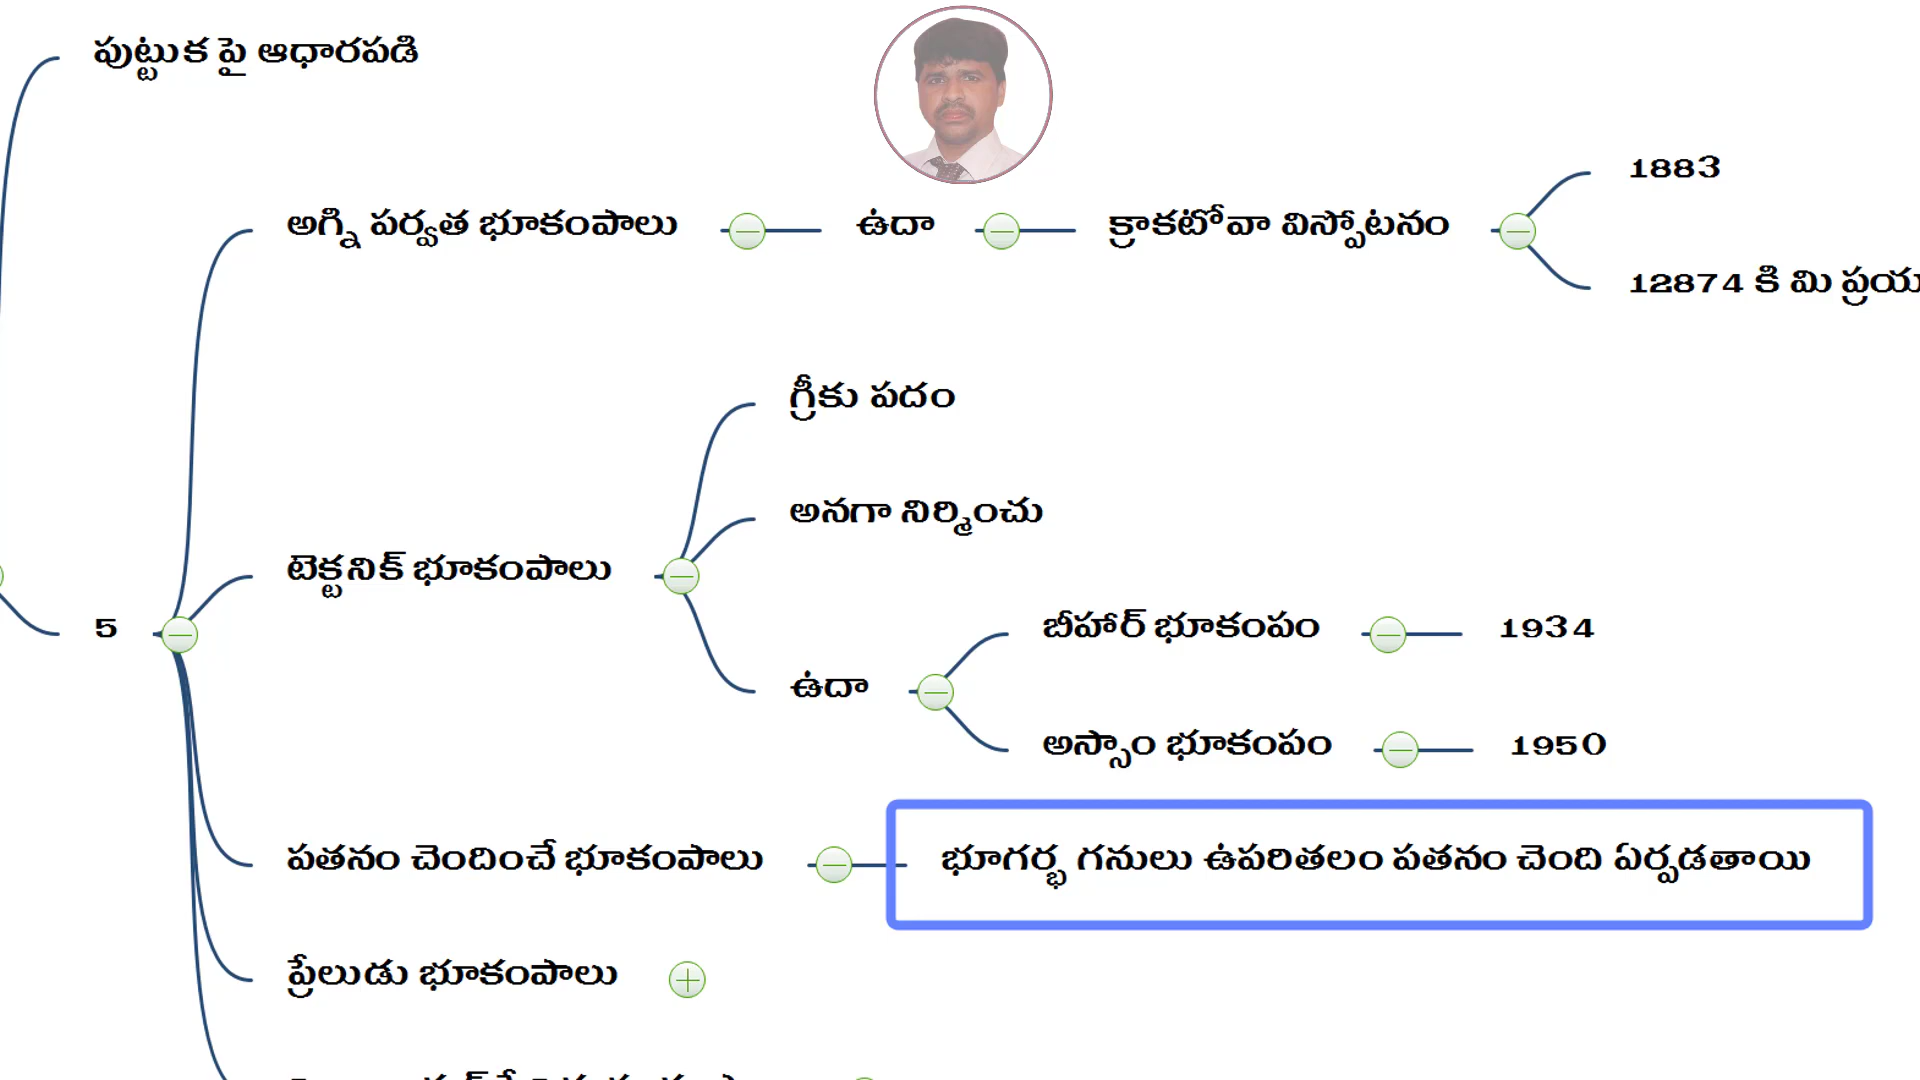 పుట్టుక పై ఆధారపడి
అగ్ని పర్వత భూకంపాలు
ఉదా
క్రాకటోవా విస్ఫోటనం
1883
12874 కి మి
5
టెక్టనిక్ భూకంపాలు
గ్రీకు పదం
అనగా నిర్మించు
ఉదా
బీహార్ భూకంపం
1934
అస్సాం భూకంపం
1950
పతనం చెందించే భూకంపాలు
భూగర్భ గనులు ఉపరితలం పతనం చెంది ఏర్పడతాయి
ప్రేలుడు భూకంపాలు